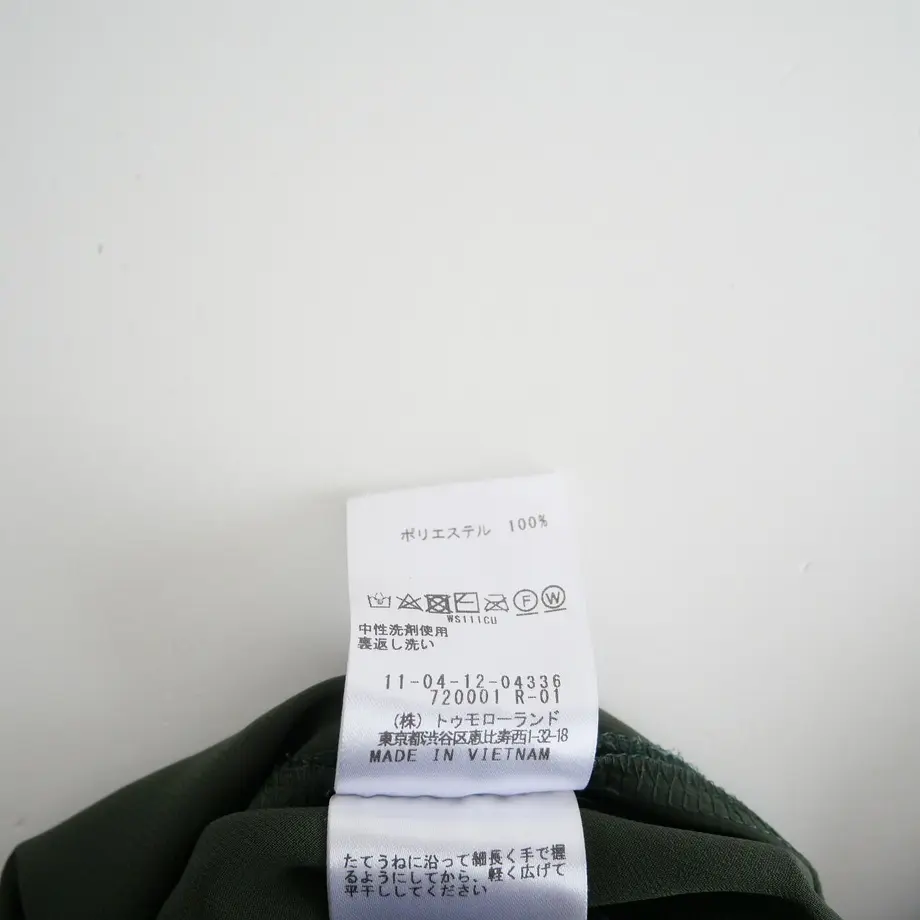 ポリエステル 100%
F W
WS111CU
中性洗剤使用
裏返し洗い
11-04-12-04336
720001 R-01
(株) トゥモローランド
東京都渋谷区恵比寿西1-32-18
MADE IN VIETNAM
たてうねに沿って細長く手で握
るようにしてから、軽く広げて
平干ししてください